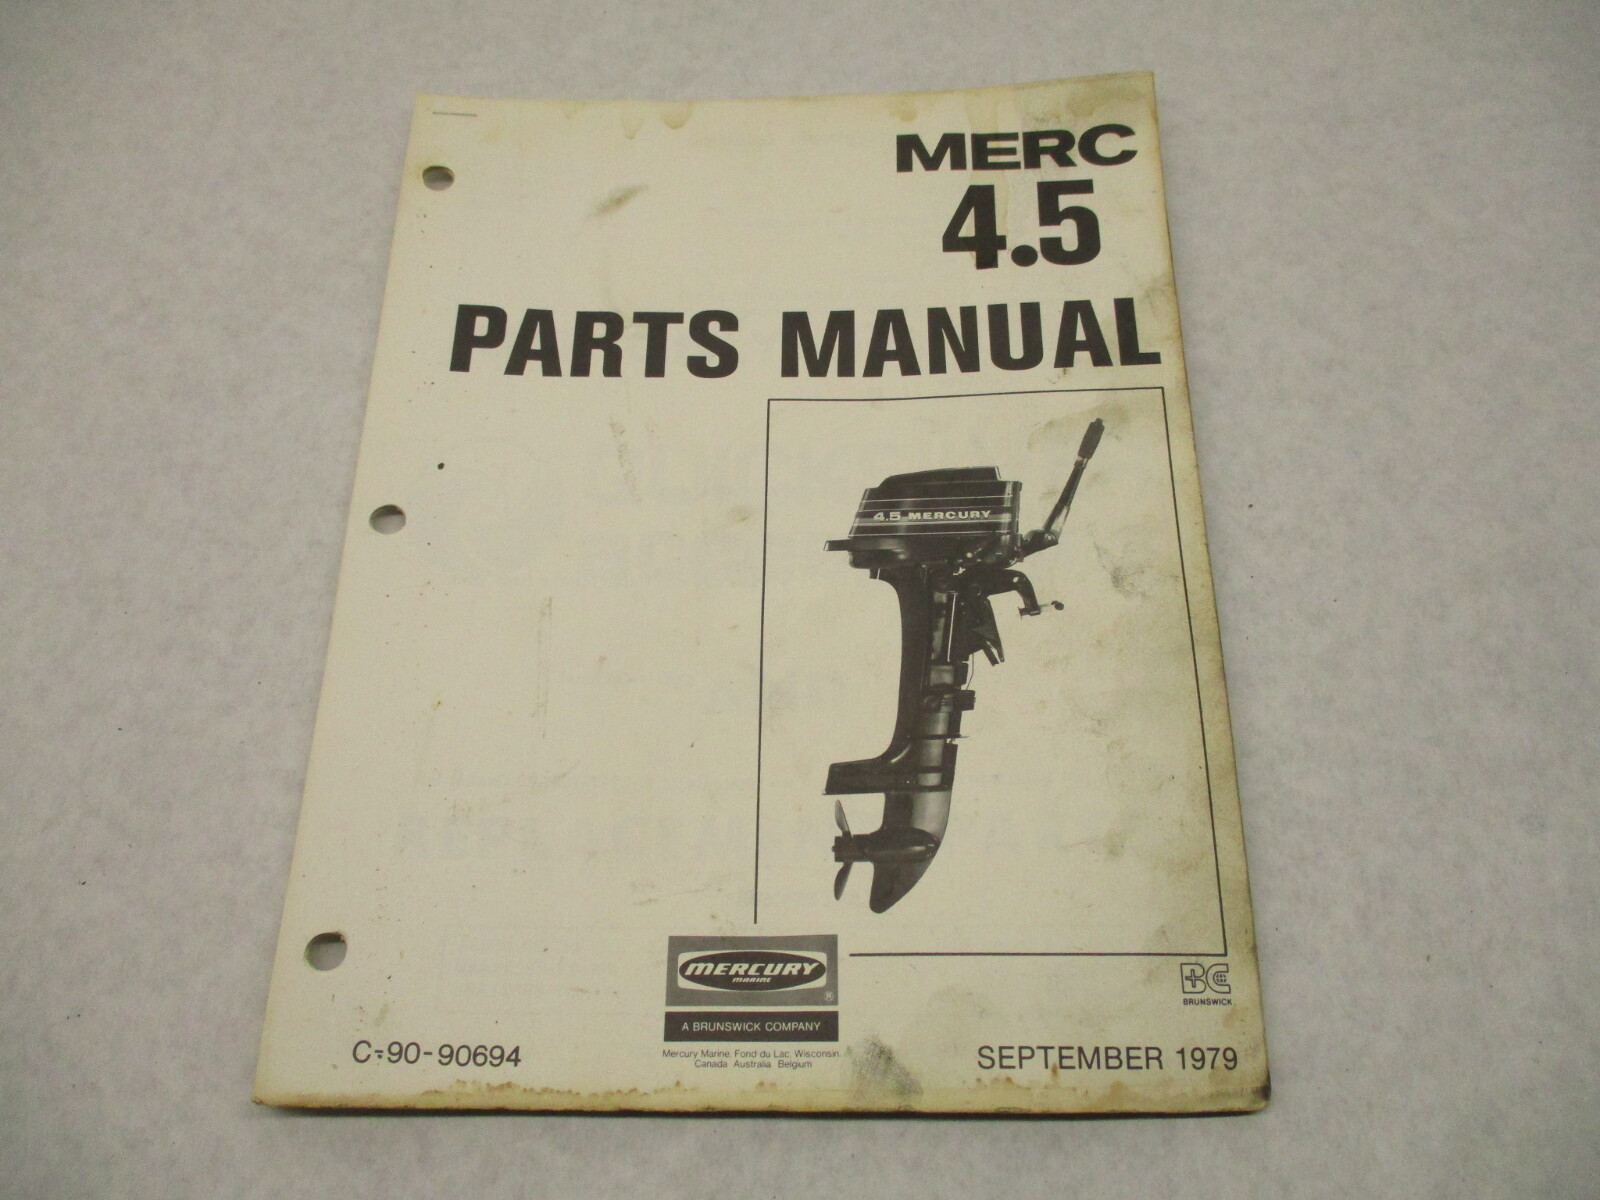 MERC
4.5
PARTS MANUAL
4.5 MERCURY
MERCURY
MARINE
®
A BRUNSWICK COMPANY
Mercury Marine, Fond du Lac, Wisconsin
Canada Australia Belgium
BC
BRUNSWICK
C-90-90694
SEPTEMBER 1979